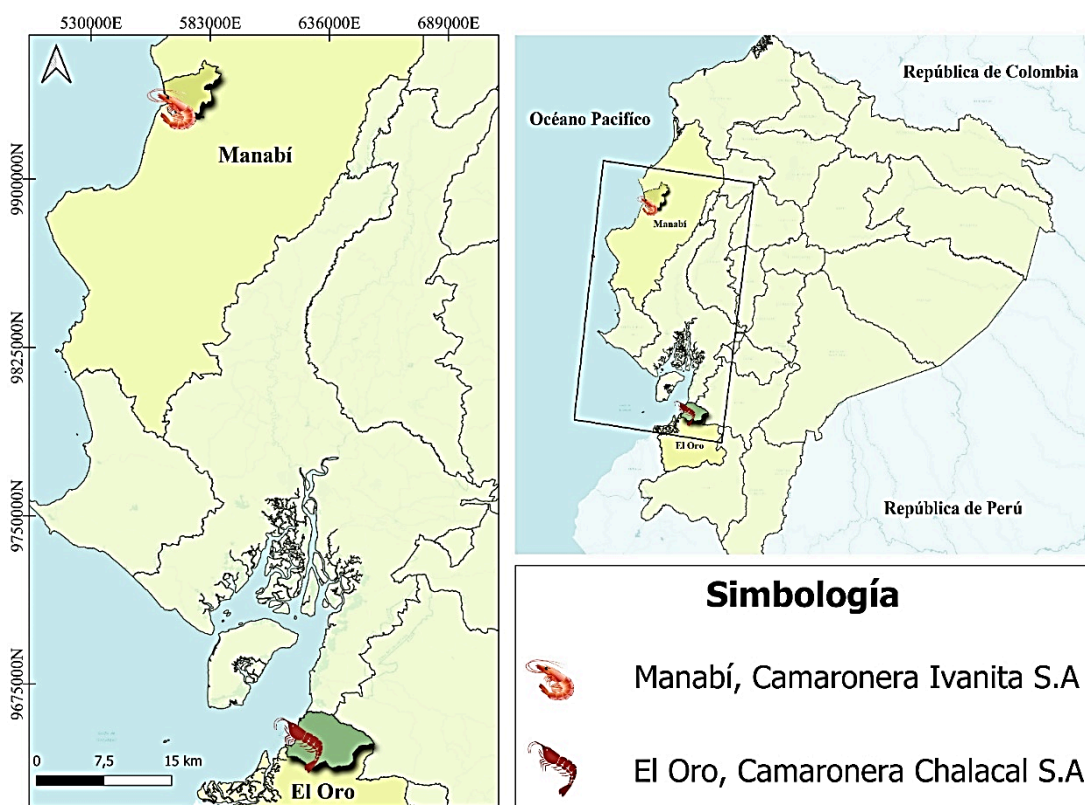 530000E 583000E 636000E 689000E
9900000N
9825000N
9750000N
9675000N
Manabí
El Oro
0 7,5 15 km
Océano Pacifíco
República de Colombia
Manabí
El Oro
República de Perú
Simbología
Manabí, Camaronera Ivanita S.A
El Oro, Camaronera Chalacal S.A